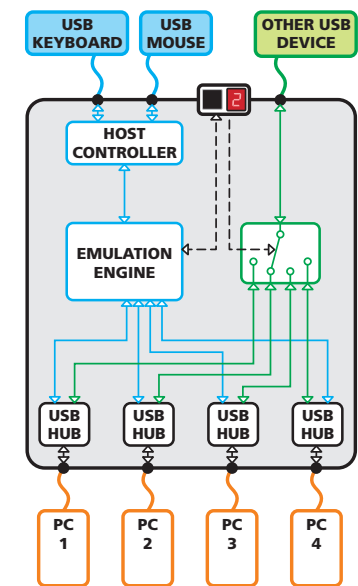 USB
KEYBOARD
USB
MOUSE
OTHER USB
DEVICE
2
HOST
CONTROLLER
EMULATION
ENGINE
USB
HUB
USB
HUB
USB
HUB
USB
HUB
PC
1
PC
2
PC
3
PC
4